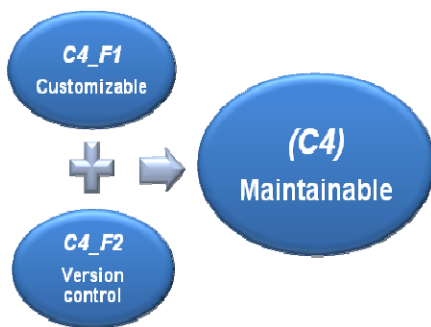 C4_F1
Customizable
(C4)
Maintainable
C4_F2
Version
control